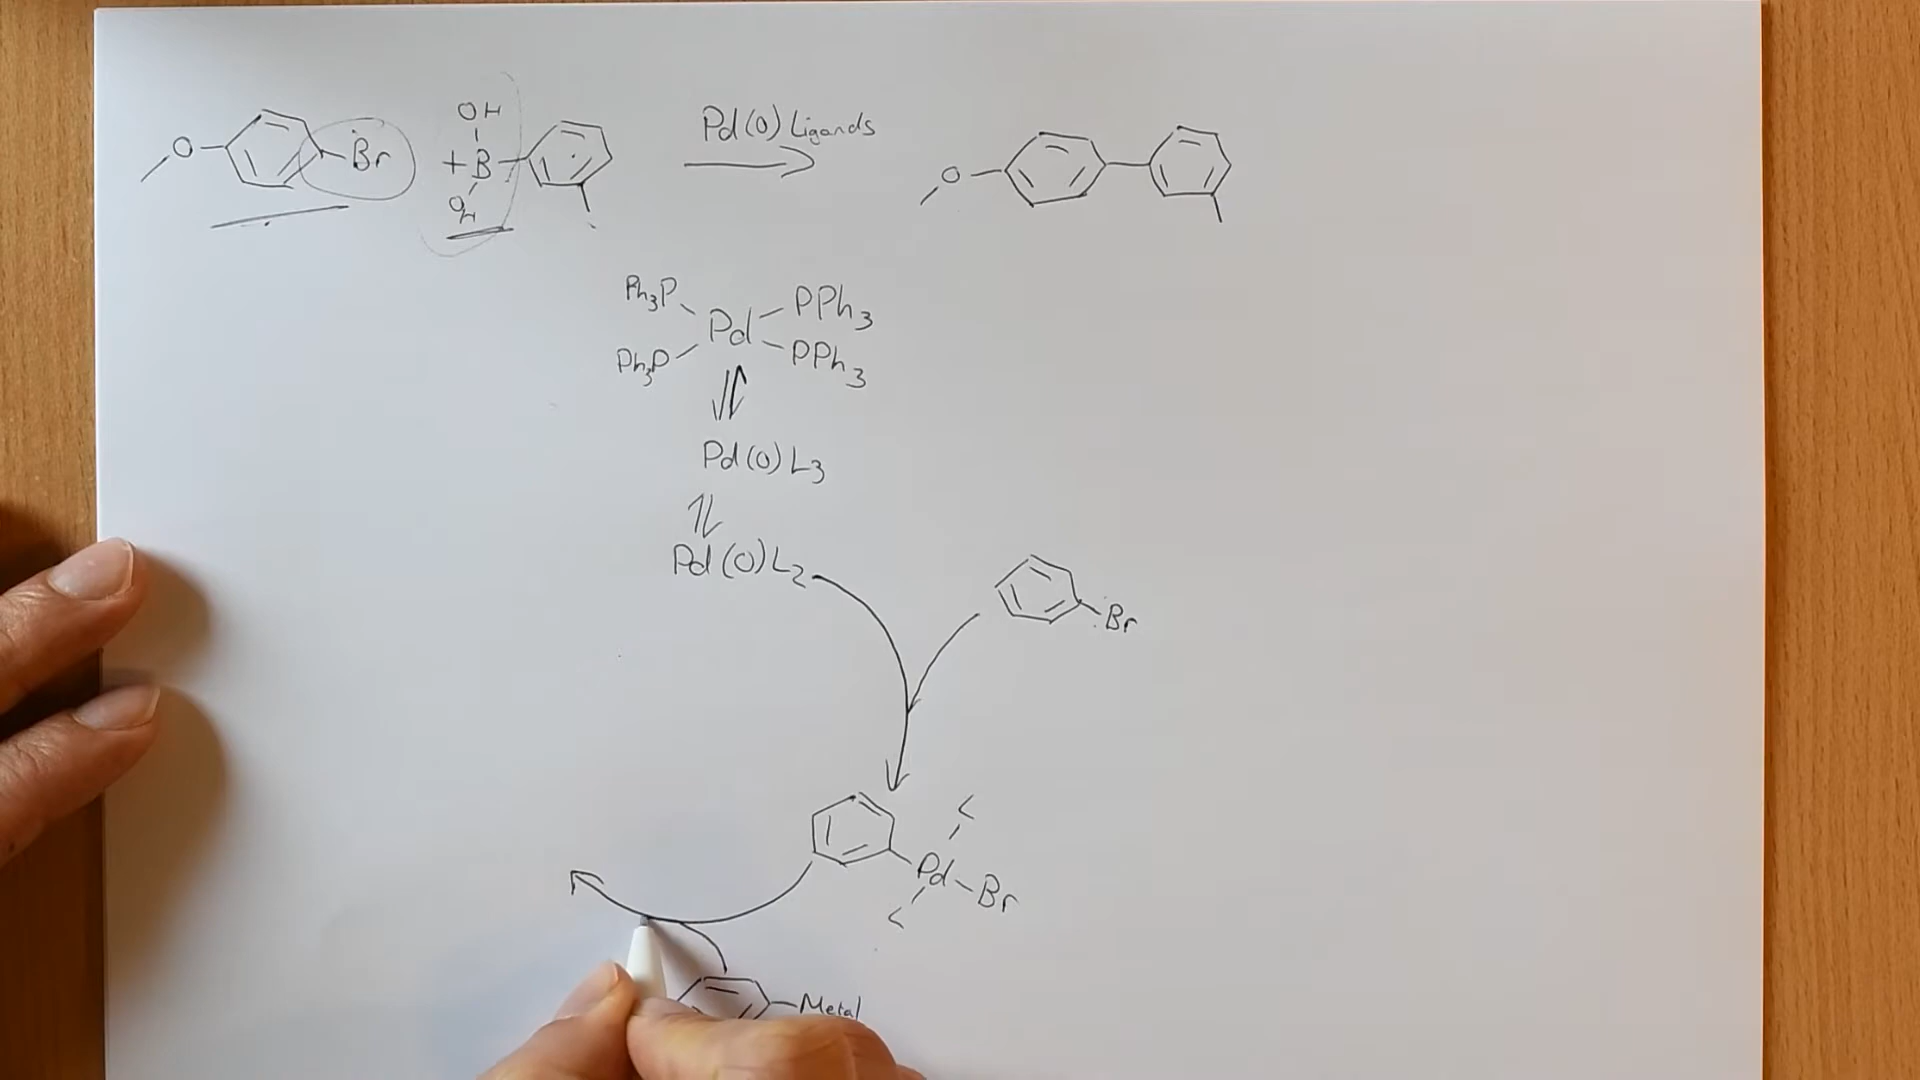 O Br + B OH OH
Pd(0) Ligands
O
Ph3P Pd PPh3
Ph3P PPh3
Pd(0)L3
Pd(0)L2
Br
L
Pd Br
L
Metal